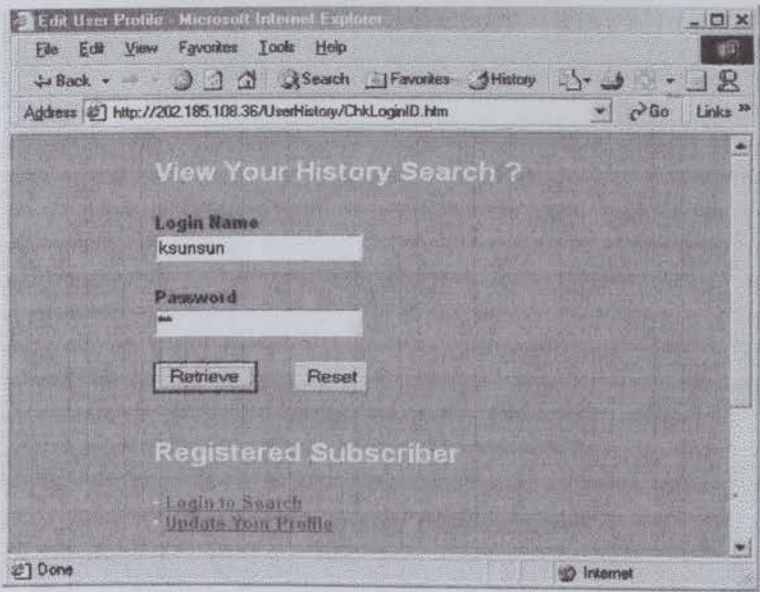 Edit User Profile - Microsoft Internet Explorer
File Edit View Favorites Tools Help
Back Search Favorites History
Address http://202.185.108.36/UserHistory/ChkLoginID.htm Go Links »
View Your History Search ?
Login Name
ksunsun
Password
***
Retrieve Reset
Registered Subscriber
Login to Search
Update Your Profile
Done Internet